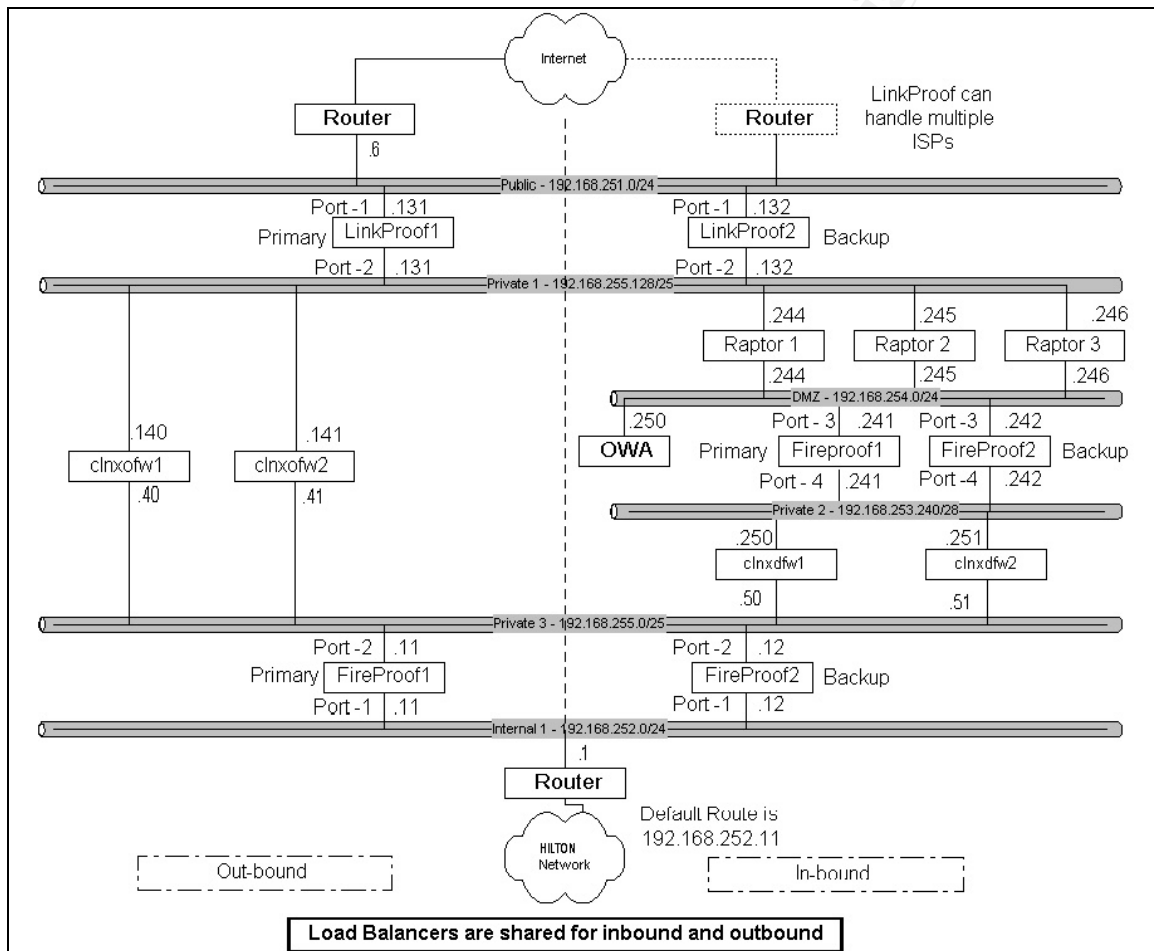 Internet
Router
Router
LinkProof can
handle multiple
ISPs
.6
Public - 192.168.251.0/24
Port -1 .131
Port -1 .132
Primary LinkProof1
LinkProof2 Backup
Port -2 .131
Port -2 .132
Private 1 - 192.168.255.128/25
.244 .245 .246
Raptor 1 Raptor 2 Raptor 3
.244 .245 .246
DMZ - 192.168.254.0/24
.140 .141
.250 Port - 3 .241 Port -3 .242
clnxofw1 clnxofw2
OWA Primary Fireproof1 FireProof2 Backup
.40 .41
Port - 4 .241 Port -4 .242
Private 2 - 192.168.253.240/28
.250 .251
clnxdfw1 clnxdfw2
.50 .51
Private 3 - 192.168.255.0/25
Port -2 .11
Port -2 .12
Primary FireProof1
FireProof2 Backup
Port -1 .11
Port -1 .12
Internal 1 - 192.168.252.0/24
.1
Router
Default Route is
192.168.252.11
HILTON
Network
Out-bound
In-bound
Load Balancers are shared for inbound and outbound